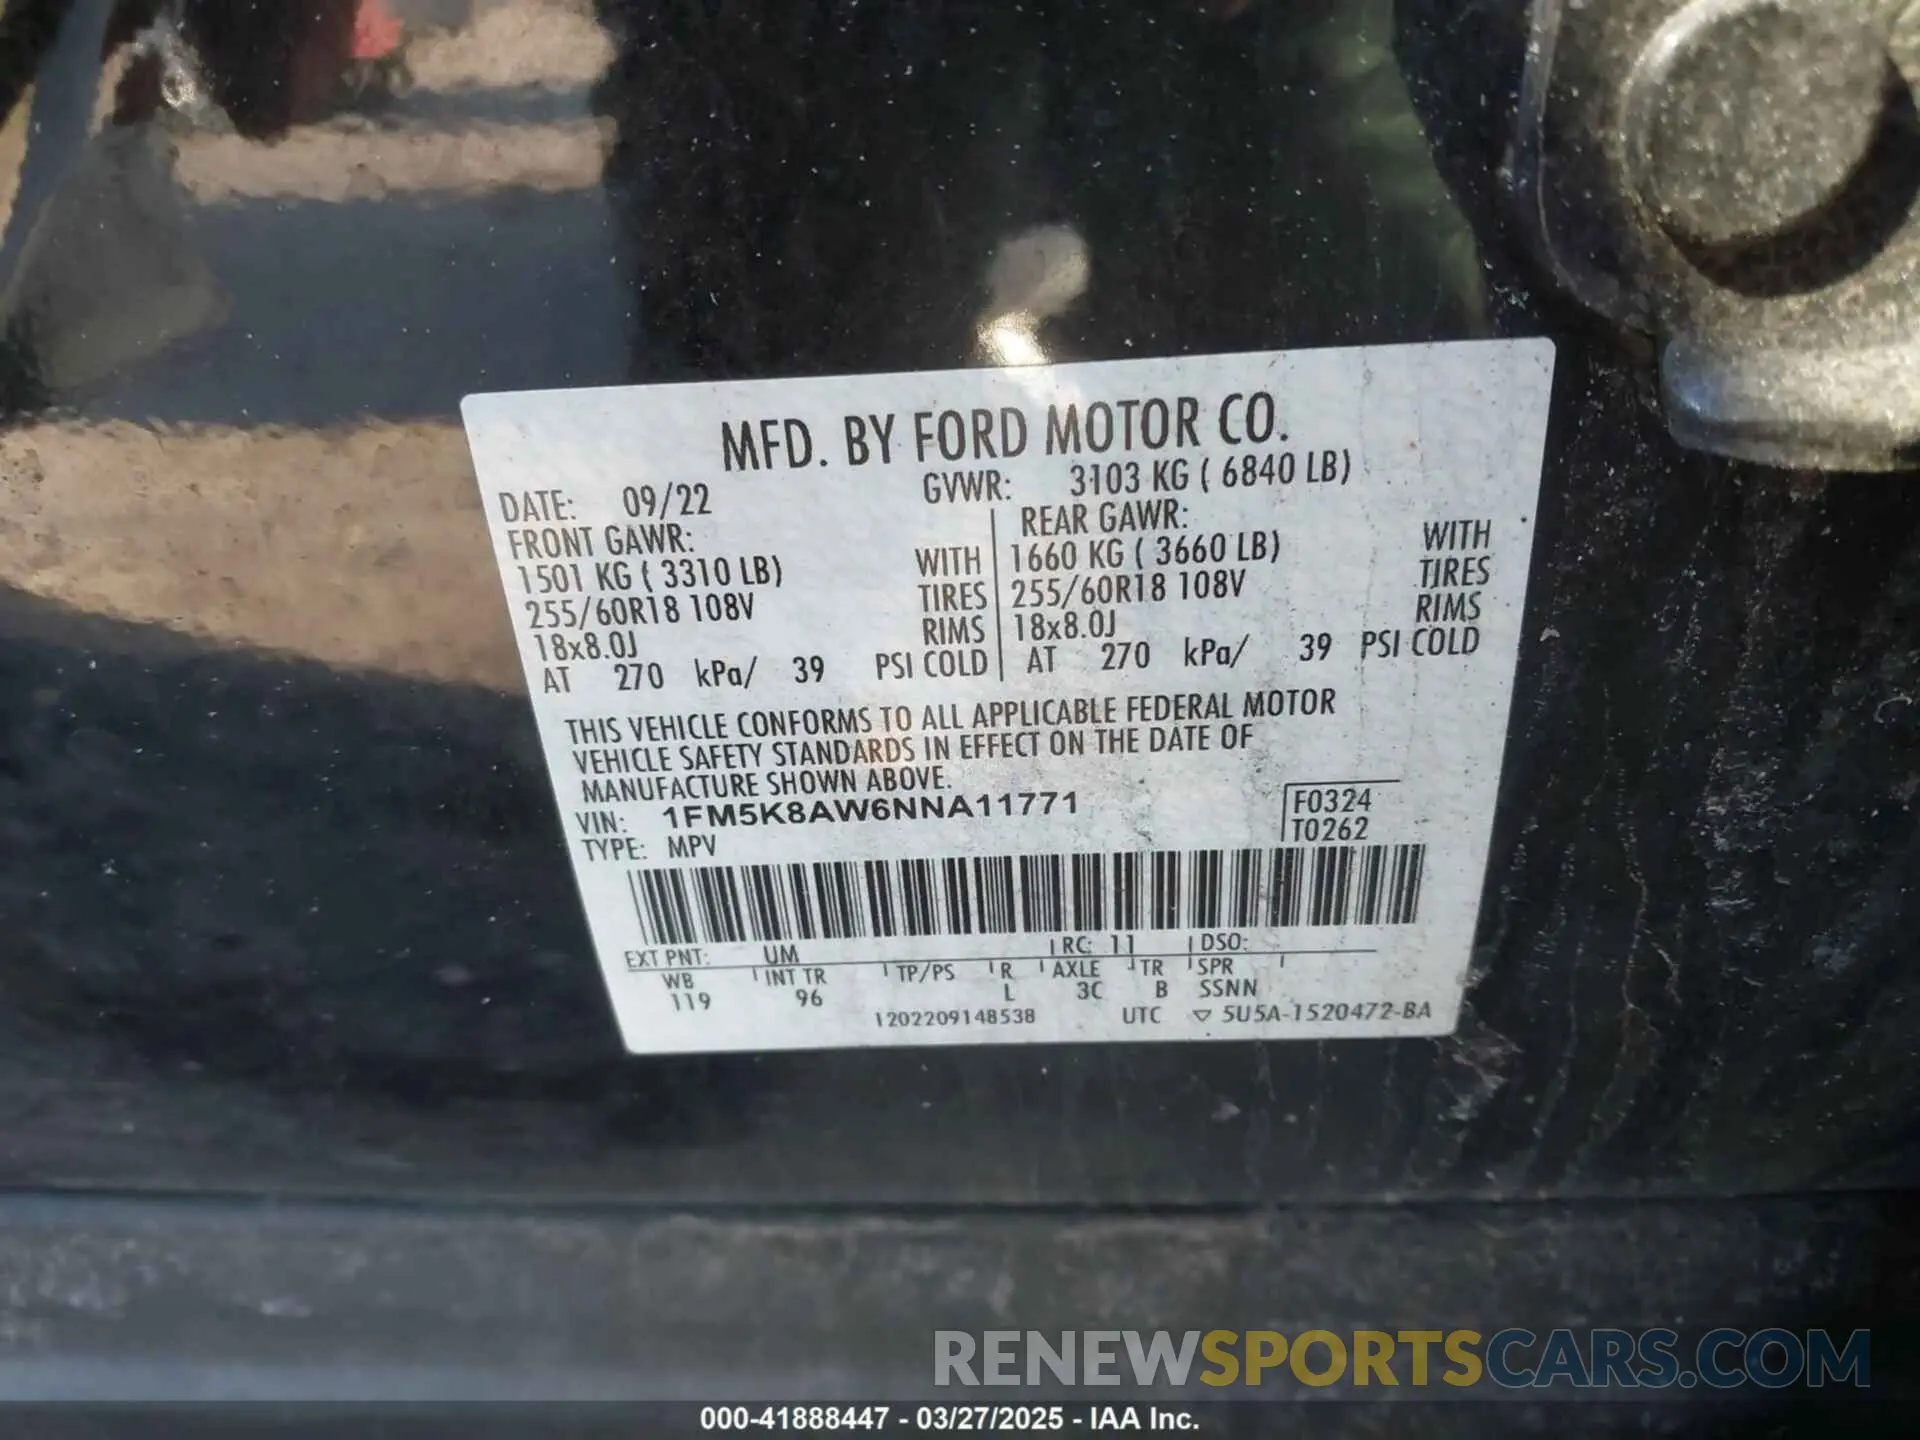 MFD. BY FORD MOTOR CO.
DATE: 09/22 GVWR: 3103 KG ( 6840 LB)
FRONT GAWR: REAR GAWR:
1501 KG ( 3310 LB) WITH 1660 KG ( 3660 LB) WITH
255/60R18 108V TIRES 255/60R18 108V TIRES
18x8.0J RIMS 18x8.0J RIMS
AT 270 kPa/ 39 PSI COLD AT 270 kPa/ 39 PSI COLD
THIS VEHICLE CONFORMS TO ALL APPLICABLE FEDERAL MOTOR
VEHICLE SAFETY STANDARDS IN EFFECT ON THE DATE OF
MANUFACTURE SHOWN ABOVE.
VIN: 1FM5K8AW6NNA11771 F0324
TYPE: MPV T0262
EXT PNT: UM RC: 11 DSO:
WB INT TR TP/PS R AXLE TR SPR
119 96 L 3C B SSNN
1202209148538 UTC ▽ 5U5A-1520472-BA
RENEWSPORTSCARS.COM
000-41888447 - 03/27/2025 - IAA Inc.